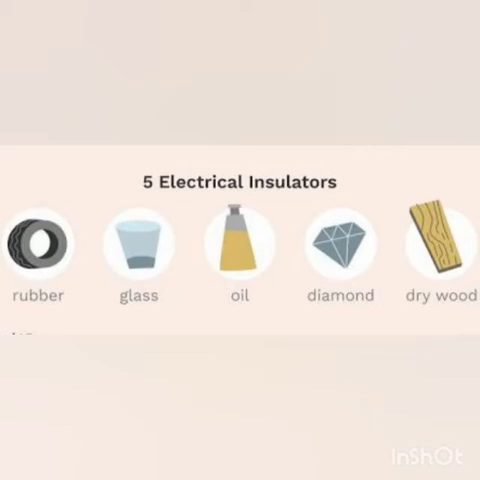 5 Electrical Insulators
rubber glass oil diamond dry wood
InShOt